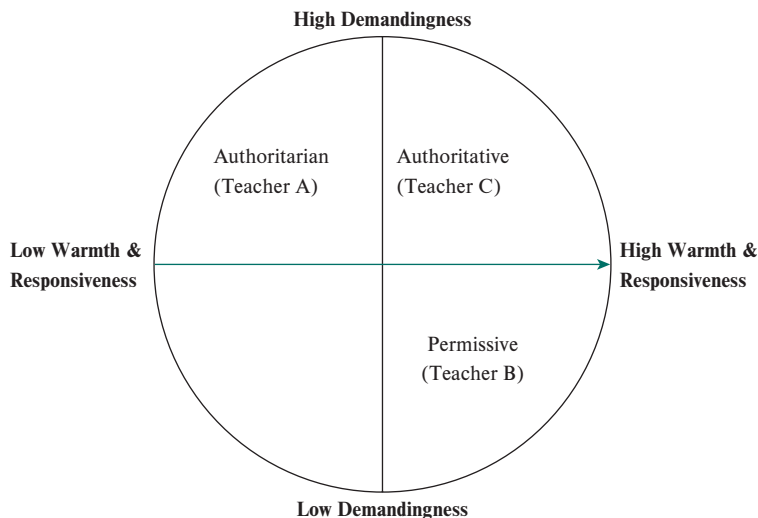 High Demandingness
Authoritarian
(Teacher A)
Authoritative
(Teacher C)
Low Warmth &
Responsiveness
High Warmth &
Responsiveness
Permissive
(Teacher B)
Low Demandingness